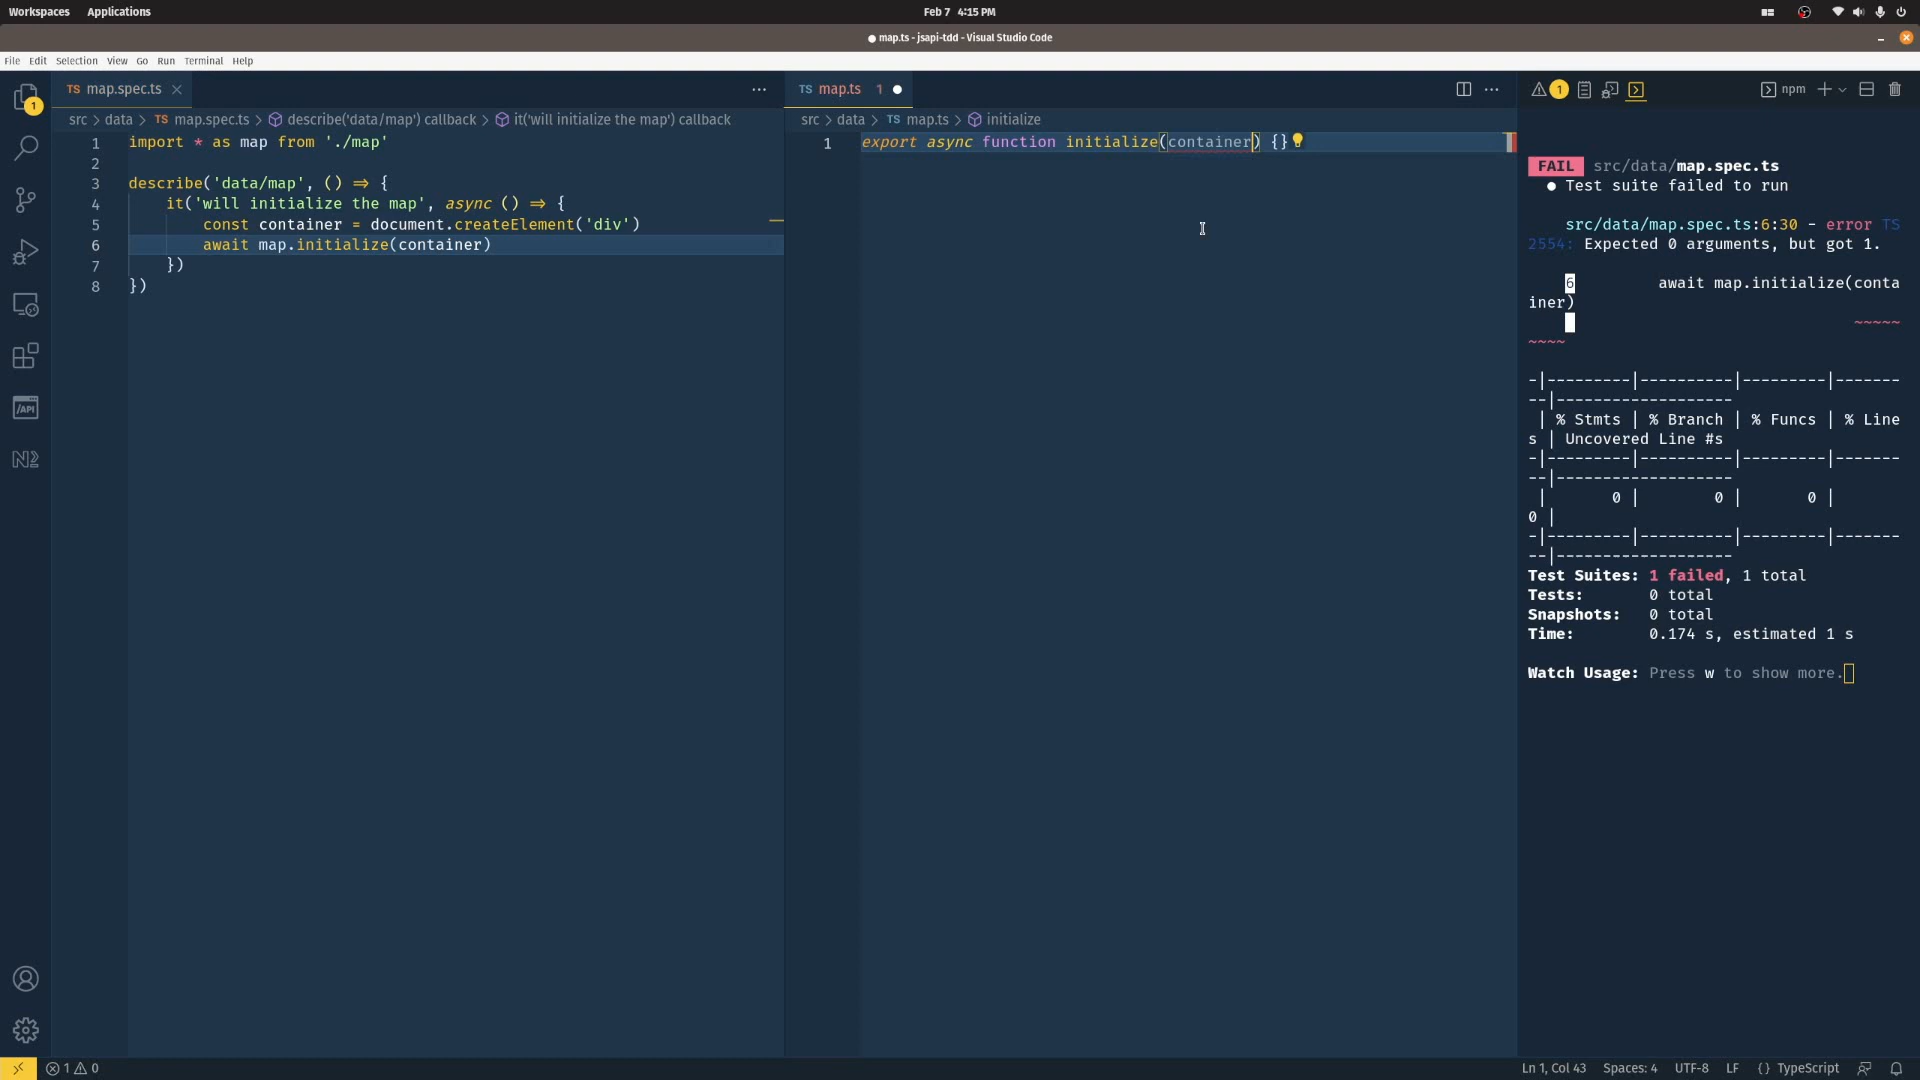 Workspaces Applications Feb 7 4:15 PM
● map.ts - jsapi-tdd - Visual Studio Code
File Edit Selection View Go Run Terminal Help
TS map.spec.ts
src > data > TS map.spec.ts > describe('data/map') callback > it('will initialize the map') callback
1 import * as map from './map'
2
3 describe('data/map', () ⇒ {
4 it('will initialize the map', async () ⇒ {
5 const container = document.createElement('div')
6 await map.initialize(container)
7 })
8 })
TS map.ts 1 ●
src > data > TS map.ts > initialize
1 export async function initialize(container) {}
1 npm
FAIL src/data/map.spec.ts
● Test suite failed to run
src/data/map.spec.ts:6:30 - error TS
2554: Expected 0 arguments, but got 1.
6 await map.initialize(conta
iner)
~~~~~
~~~~
-|---------|----------|---------|-------
--|-------------------
| % Stmts | % Branch | % Funcs | % Line
s | Uncovered Line #s
-|---------|----------|---------|-------
--|-------------------
| 0 | 0 | 0 |
0 |
-|---------|----------|---------|-------
--|-------------------
Test Suites: 1 failed, 1 total
Tests: 0 total
Snapshots: 0 total
Time: 0.174 s, estimated 1 s
Watch Usage: Press w to show more.
1
/API
N2
1 0
Ln 1, Col 43 Spaces: 4 UTF-8 LF {} TypeScript